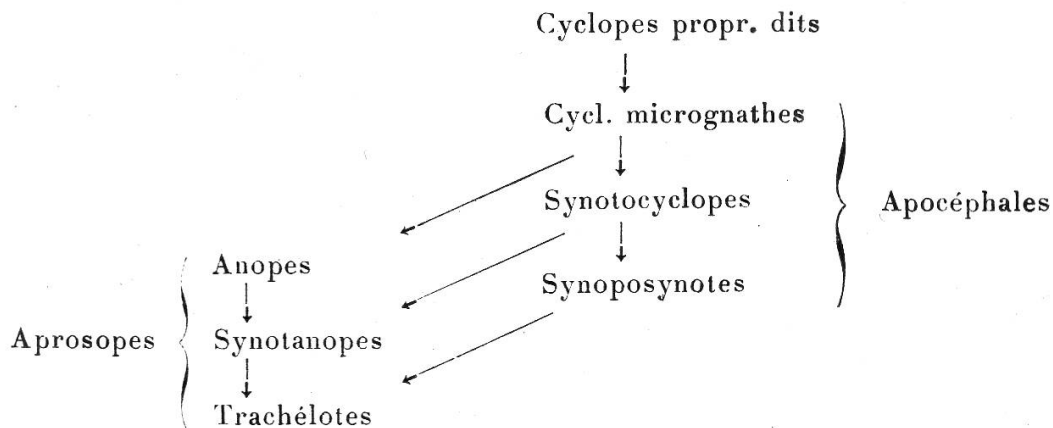 Cyclopes propr. dits
Cycl. micrognathes
Synotocyclopes
Apocéphales
Anopes
Synoposynotes
Aprosopes
Synotanopes
Trachélotes